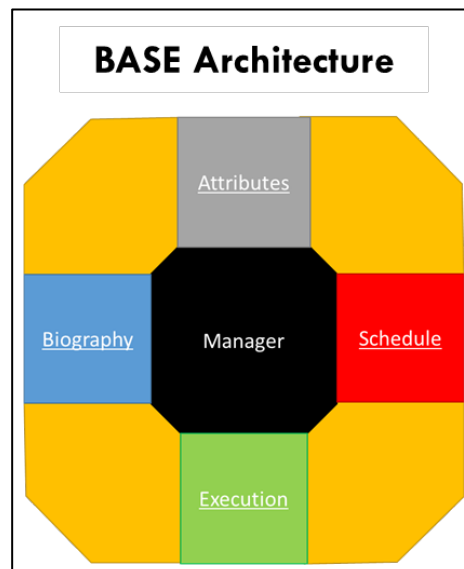 BASE Architecture
Attributes
Biography
Manager
Schedule
Execution